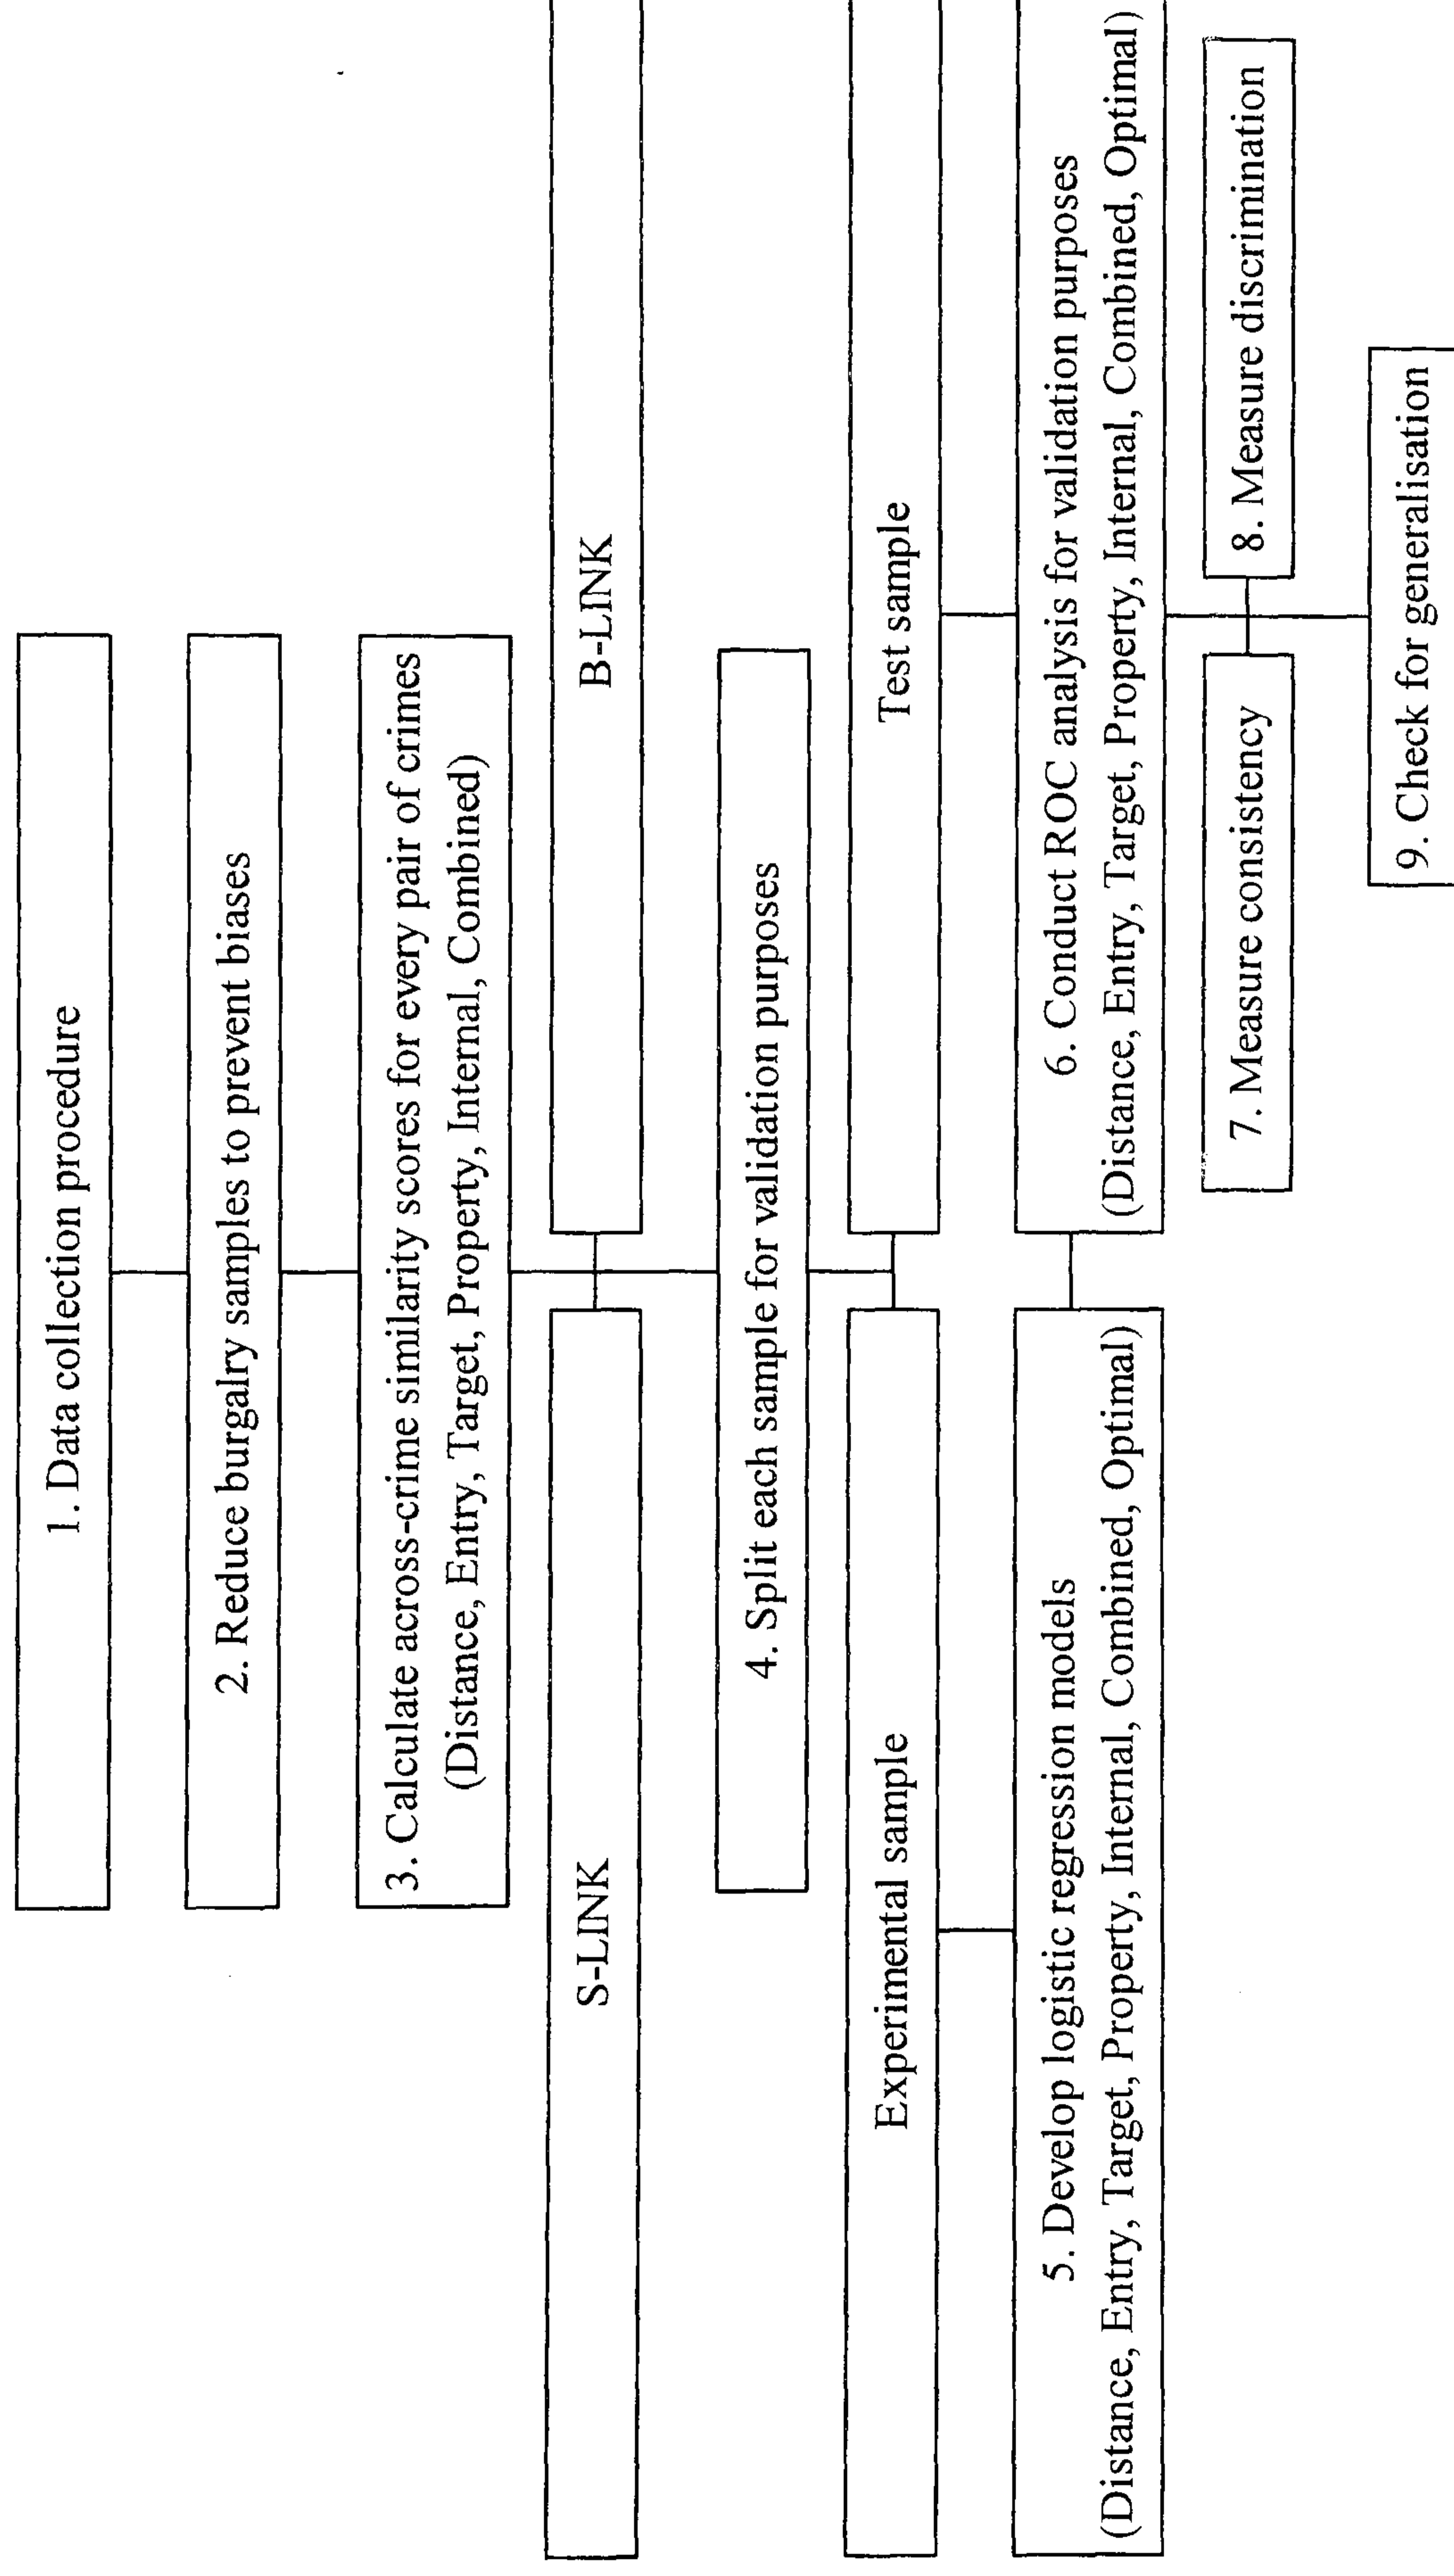 1. Data collection procedure
2. Reduce burgalry samples to prevent biases
3. Calculate across-crime similarity scores for every pair of crimes
(Distance, Entry, Target, Property, Internal, Combined)
S-LINK
B-LINK
4. Split each sample for validation purposes
Experimental sample
Test sample
5. Develop logistic regression models
(Distance, Entry, Target, Property, Internal, Combined, Optimal)
6. Conduct ROC analysis for validation purposes
(Distance, Entry, Target, Property, Internal, Combined, Optimal)
7. Measure consistency
8. Measure discrimination
9. Check for generalisation